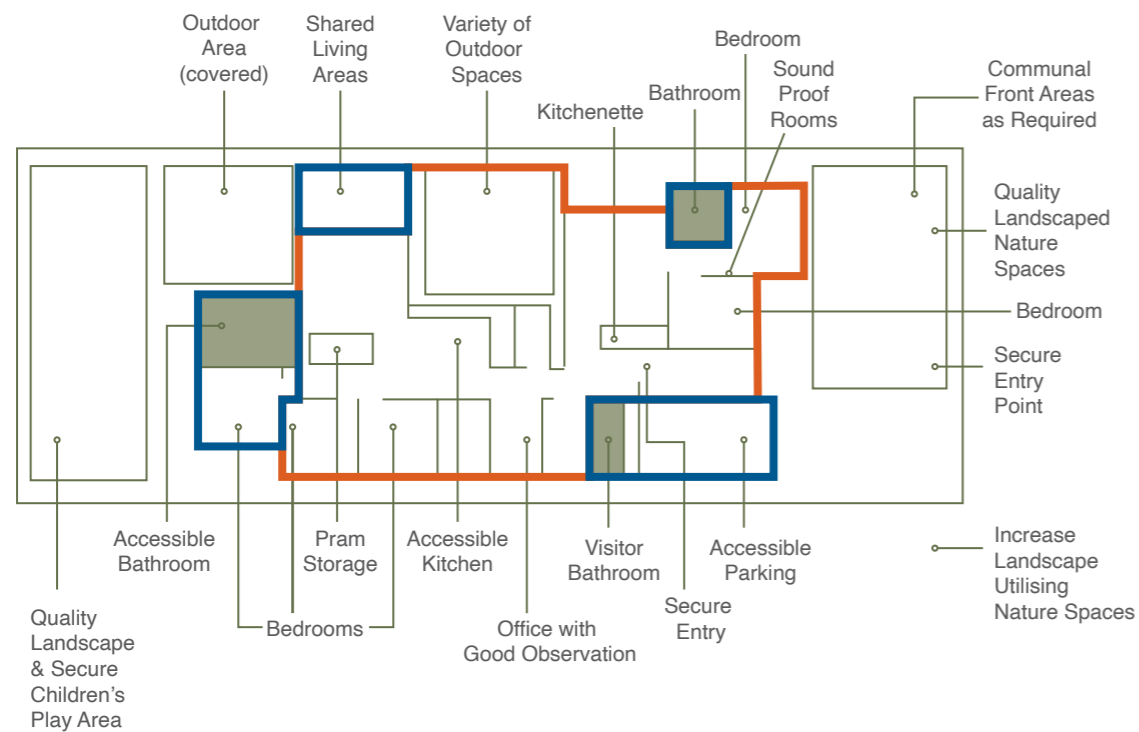 Outdoor
Area
(covered)
Shared
Living
Areas
Variety of
Outdoor
Spaces
Kitchenette
Bathroom
Bedroom
Sound
Proof
Rooms
Communal
Front Areas
as Required
Quality
Landscaped
Nature
Spaces
Bedroom
Secure
Entry
Point
Increase
Landscape
Utilising
Nature Spaces
Accessible
Bathroom
Pram
Storage
Accessible
Kitchen
Visitor
Bathroom
Accessible
Parking
Quality
Landscape
& Secure
Children’s
Play Area
Bedrooms
Office with
Good Observation
Secure
Entry